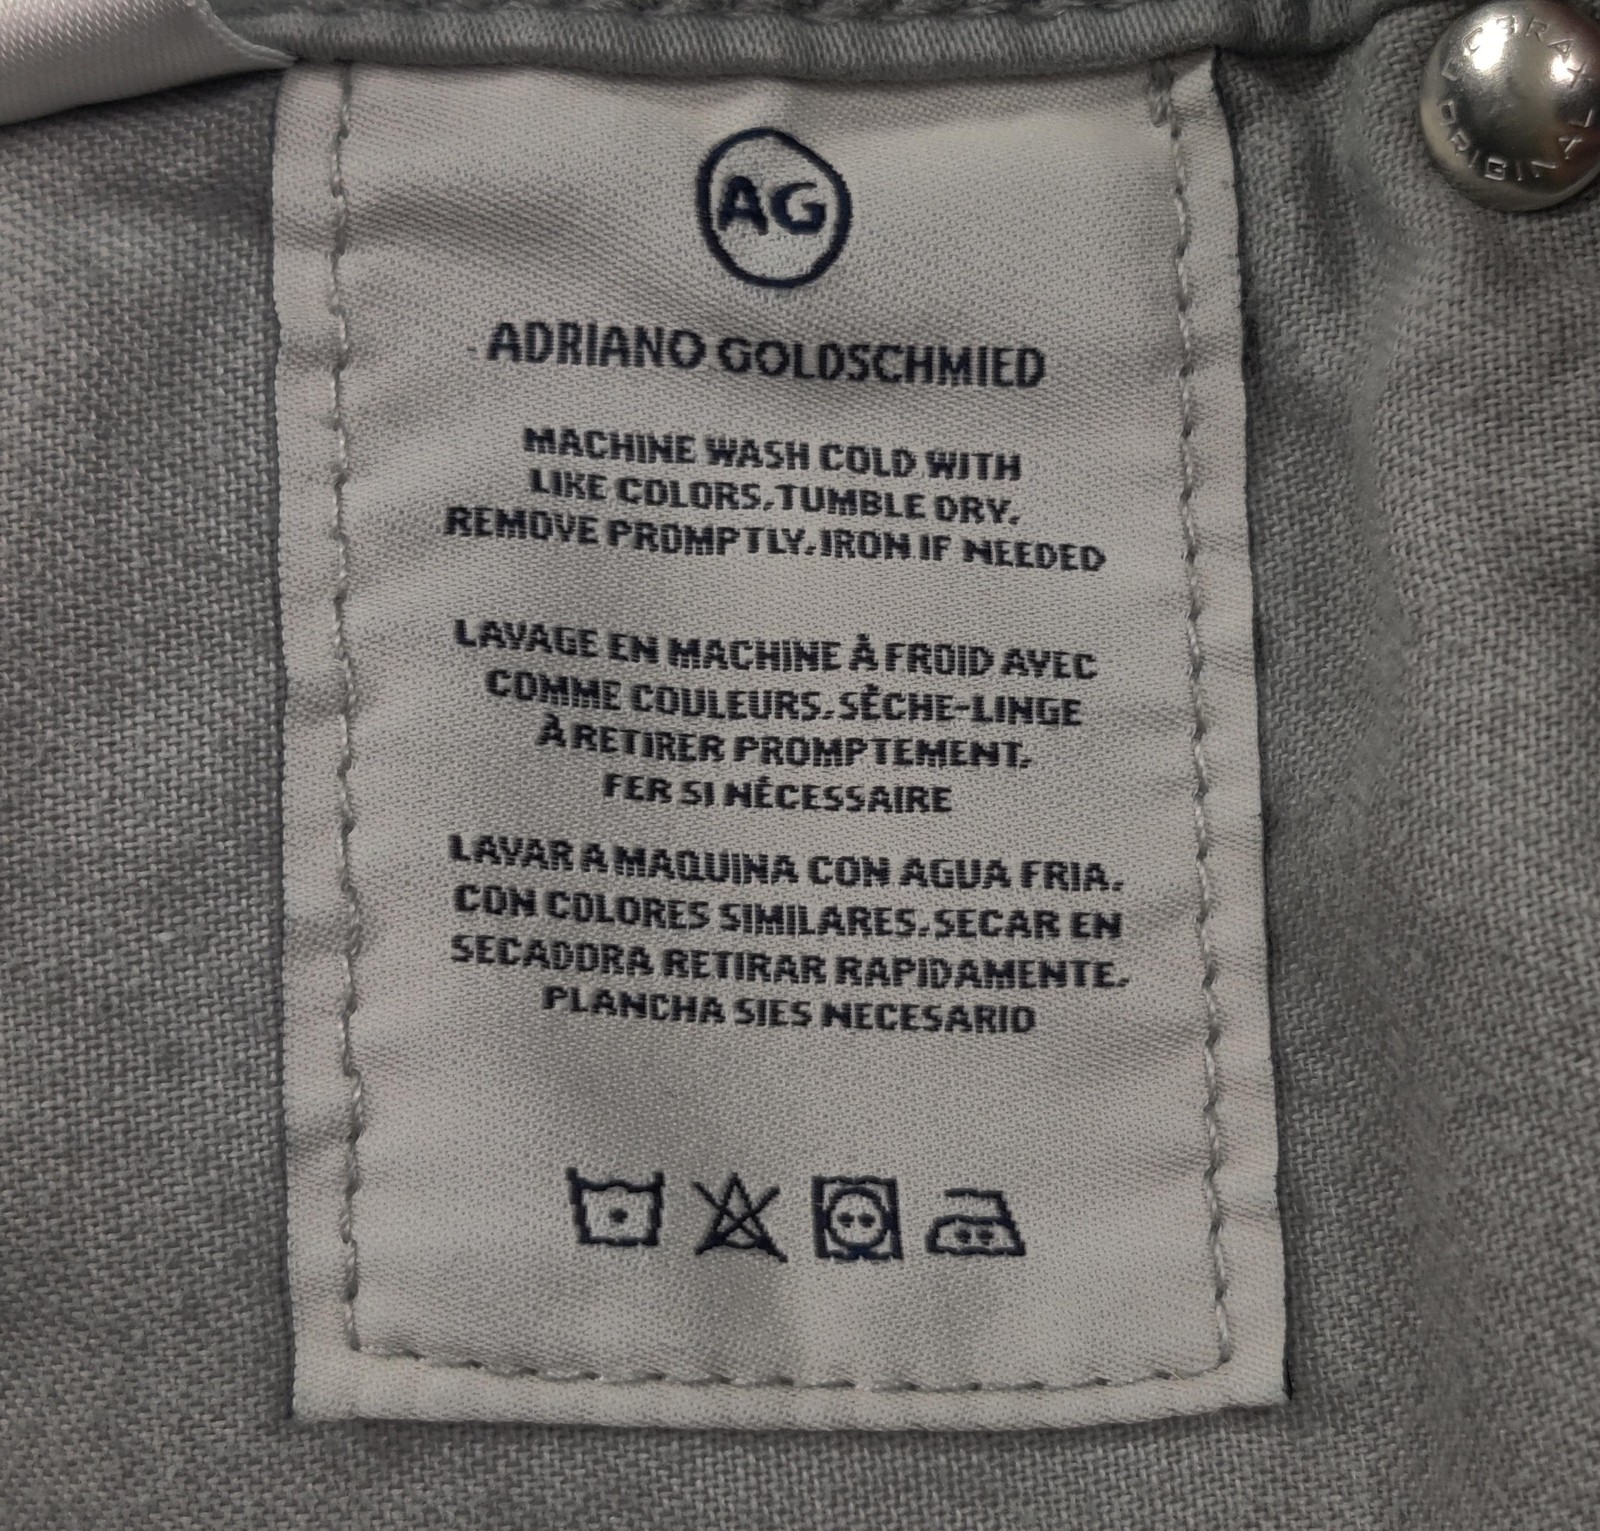 AG
ADRIANO GOLDSCHMIED
MACHINE WASH COLD WITH
LIKE COLORS. TUMBLE DRY.
REMOVE PROMPTLY. IRON IF NEEDED
LAVAGE EN MACHINE À FROID AVEC
COMME COULEURS. SÈCHE-LINGE
À RETIRER PROMPTEMENT.
FER SI NÉCESSAIRE
LAVAR A MAQUINA CON AGUA FRIA.
CON COLORES SIMILARES. SECAR EN
SECADORA RETIRAR RAPIDAMENTE.
PLANCHA SIES NECESARIO
ORIGINAL